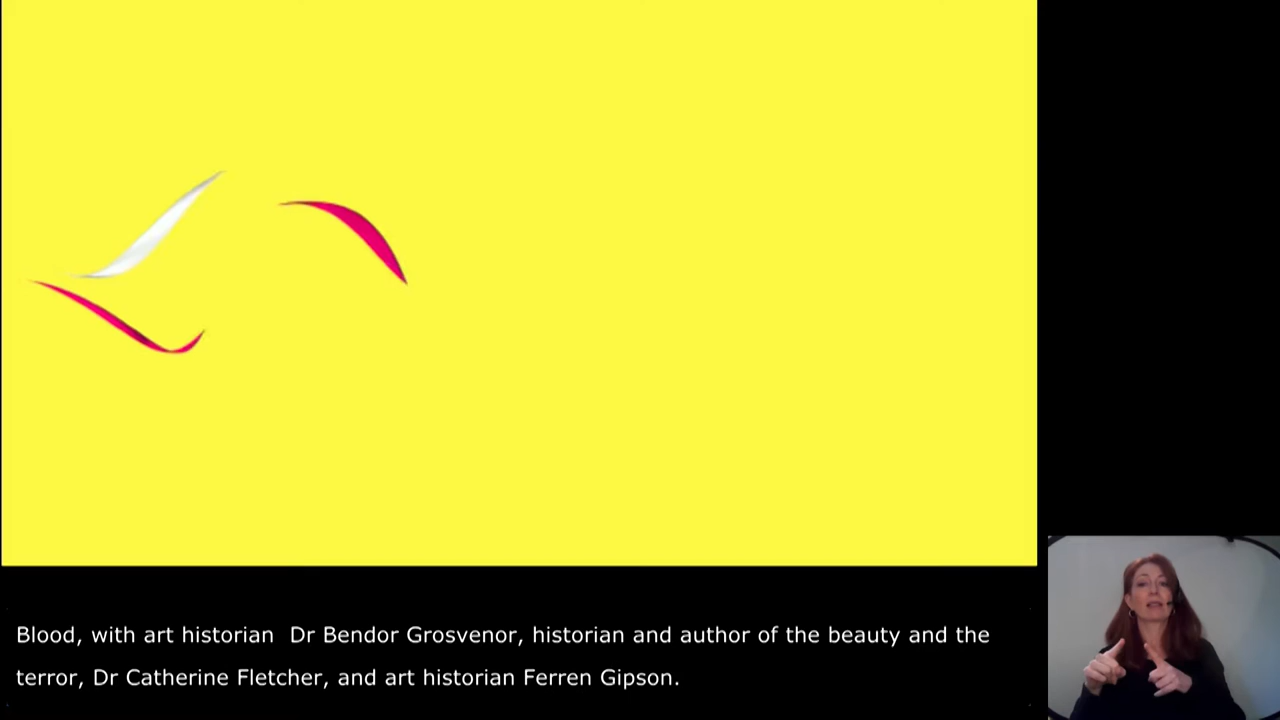 Blood, with art historian  Dr Bendor Grosvenor, historian and author of the beauty and the
terror, Dr Catherine Fletcher, and art historian Ferren Gipson.